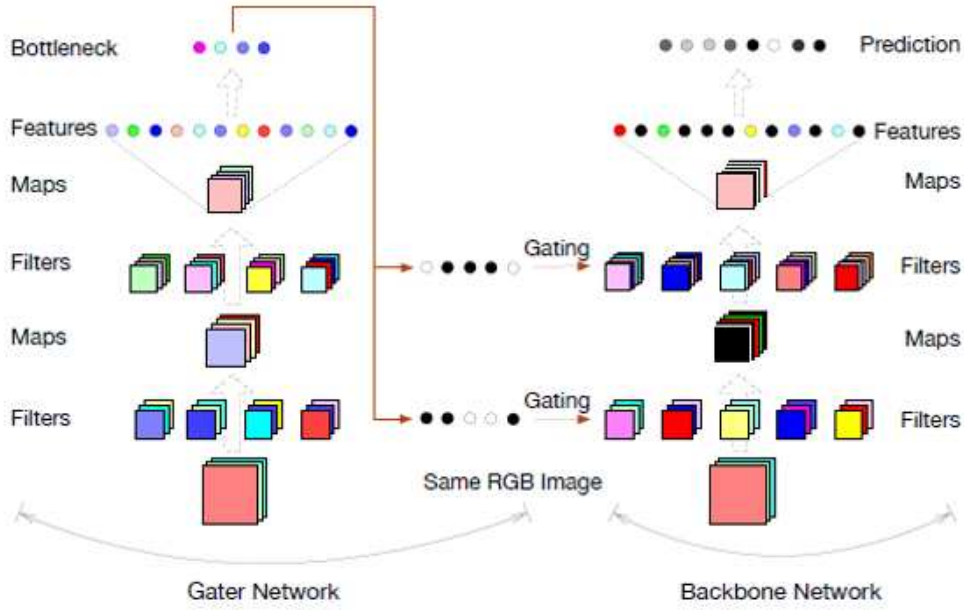 Bottleneck
Prediction
Features
Features
Maps
Maps
Filters
Gating
Filters
Maps
Maps
Filters
Gating
Filters
Same RGB Image
Gater Network
Backbone Network